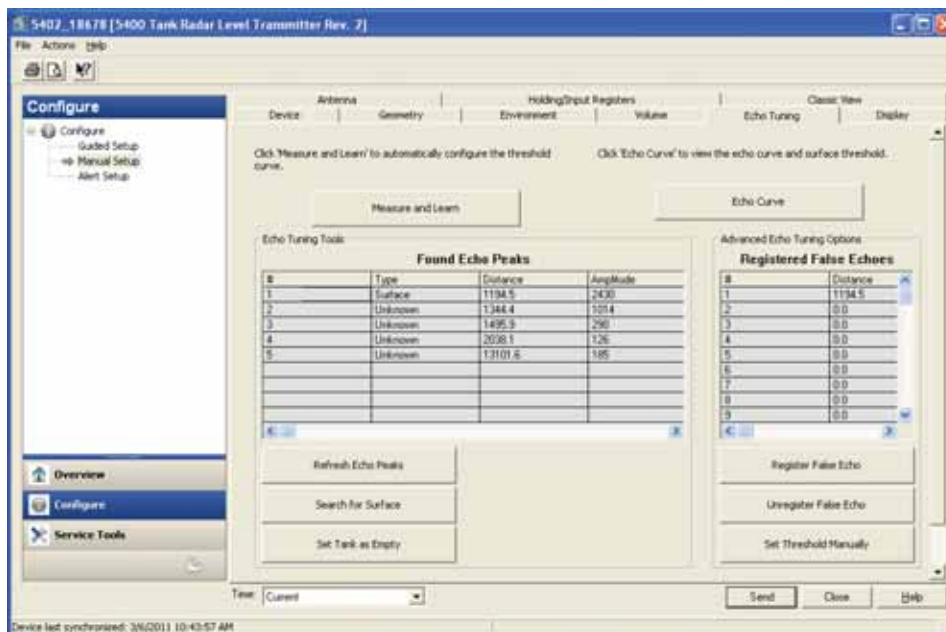 5402_18678 [5400 Tank Radar Level Transmitter Rev. 2]
File Actions Help
Configure
Configure
Guided Setup
Manual Setup
Alert Setup
Overview
Configure
Service Tools
Antenna Holding/Input Registers Classic View
Device Geometry Environment Volume Echo Tuning Display
Click 'Measure and Learn' to automatically configure the threshold
curve.
Click 'Echo Curve' to view the echo curve and surface threshold.
Measure and Learn
Echo Curve
Echo Tuning Tools
Found Echo Peaks
# Type Distance Amplitude
1 Surface 1194.5 2430
2 Unknown 1344.4 1014
3 Unknown 1495.9 290
4 Unknown 2038.1 126
5 Unknown 13101.6 185
Refresh Echo Peaks
Search for Surface
Set Tank as Empty
Advanced Echo Tuning Options
Registered False Echoes
# Distance
1 1194.5
2 0.0
3 0.0
4 0.0
5 0.0
6 0.0
7 0.0
8 0.0
9 0.0
Register False Echo
Unregister False Echo
Set Threshold Manually
Time: Current
Send Close Help
Device last synchronized: 3/6/2011 10:43:57 AM